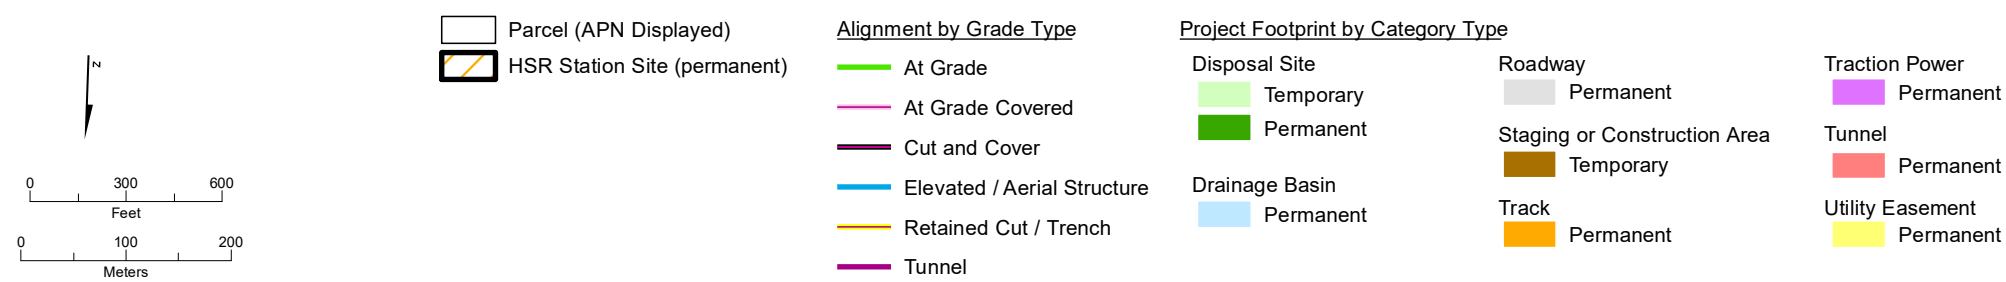 N
0 300 600
Feet
0 100 200
Meters
Parcel (APN Displayed)
HSR Station Site (permanent)
Alignment by Grade Type
At Grade
At Grade Covered
Cut and Cover
Elevated / Aerial Structure
Retained Cut / Trench
Tunnel
Project Footprint by Category Type
Disposal Site
Temporary
Permanent
Drainage Basin
Permanent
Roadway
Permanent
Staging or Construction Area
Temporary
Track
Permanent
Traction Power
Permanent
Tunnel
Permanent
Utility Easement
Permanent